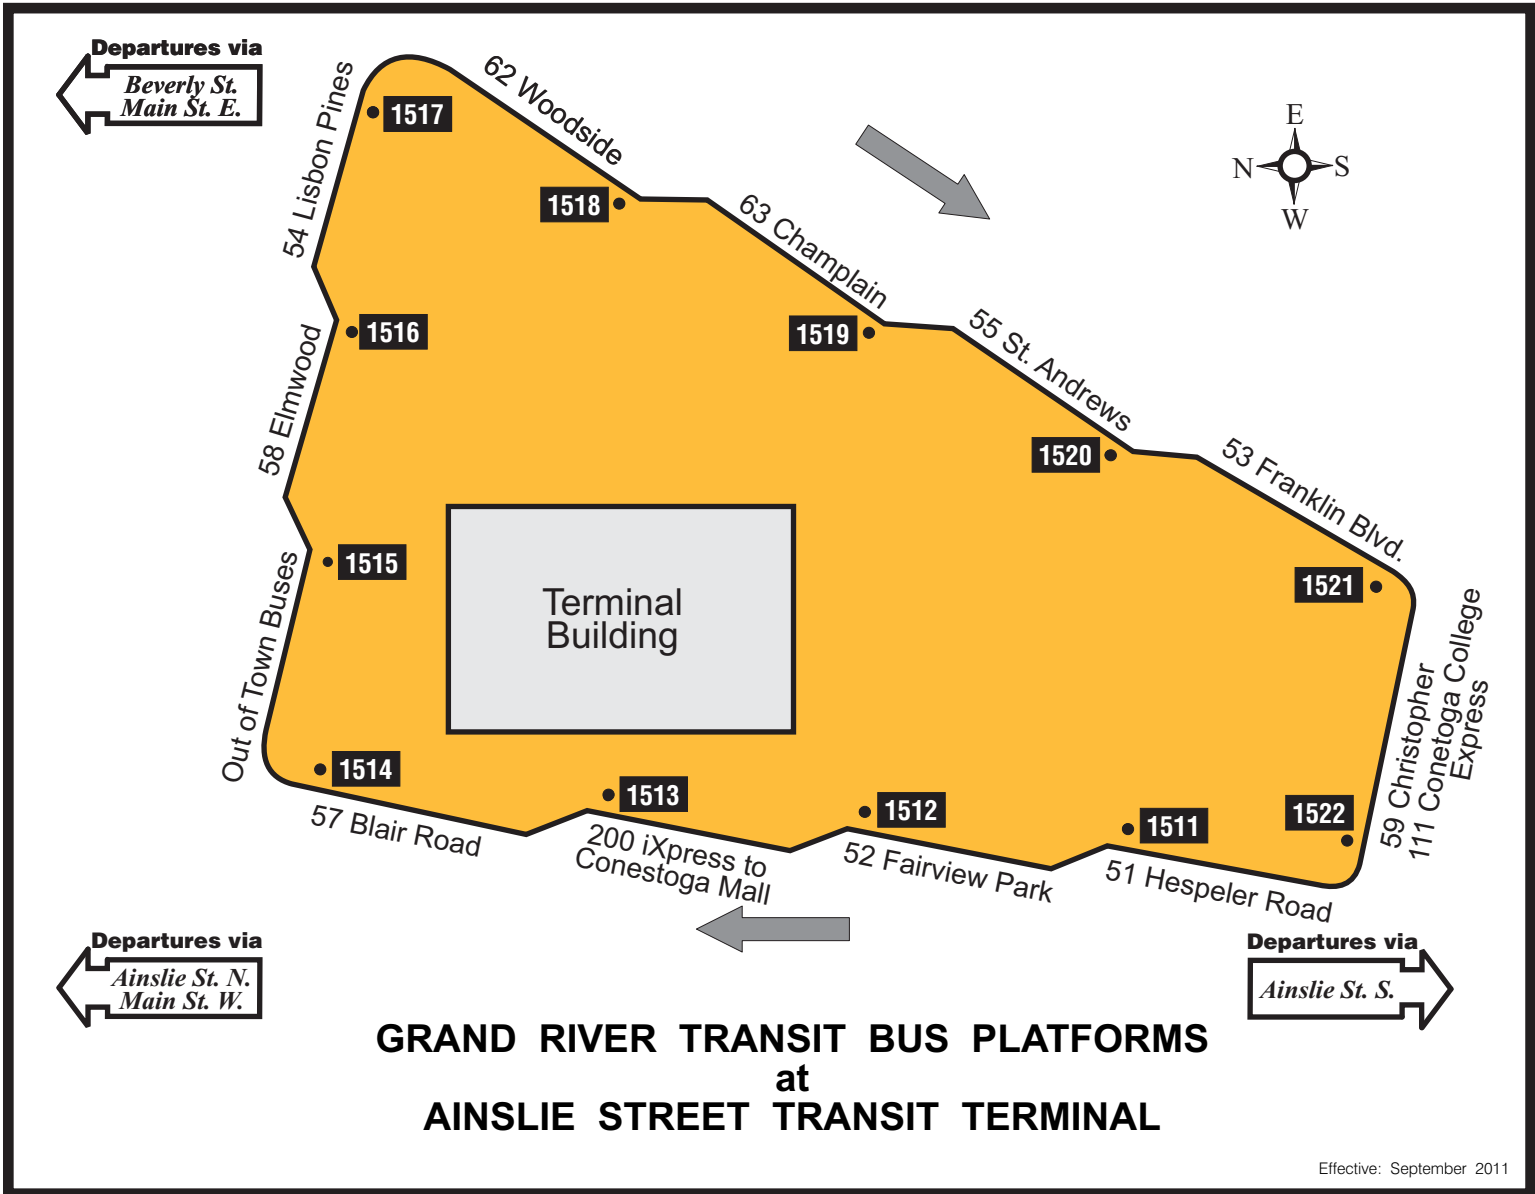 Departures via
Beverly St.
Main St. E.
54 Lisbon Pines
1517
62 Woodside
1518
63 Champlain
E
N
S
W
58 Elmwood
1516
1519
55 St. Andrews
1520
53 Franklin Blvd.
Out of Town Buses
1515
Terminal
Building
1521
59 Christopher
111 Conetoga College
Express
1514
57 Blair Road
1513
200 iXpress to
Conestoga Mall
1512
52 Fairview Park
1511
51 Hespeler Road
1522
Departures via
Ainslie St. N.
Main St. W.
Departures via
Ainslie St. S.
GRAND RIVER TRANSIT BUS PLATFORMS
at
AINSLIE STREET TRANSIT TERMINAL
Effective: September 2011